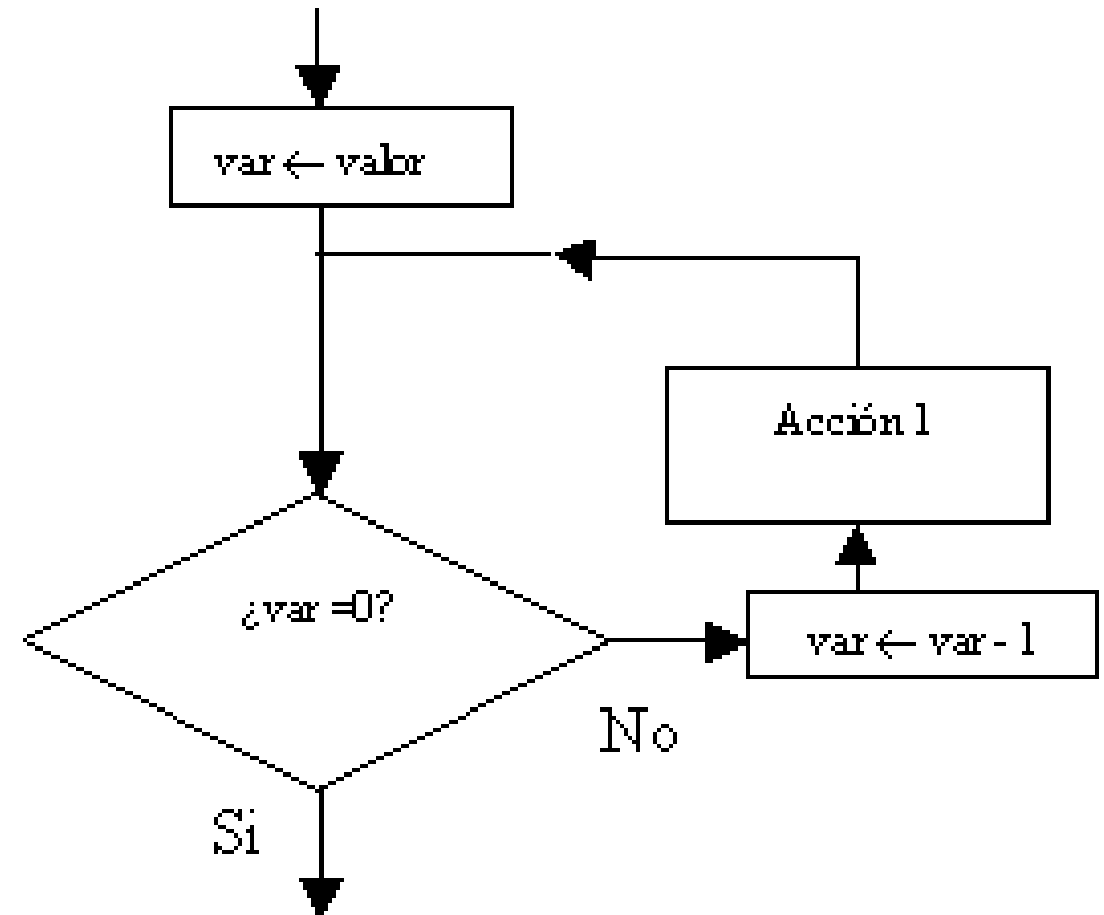 var ← valor
Acción 1
¿var =0?
var ← var - 1
No
Si